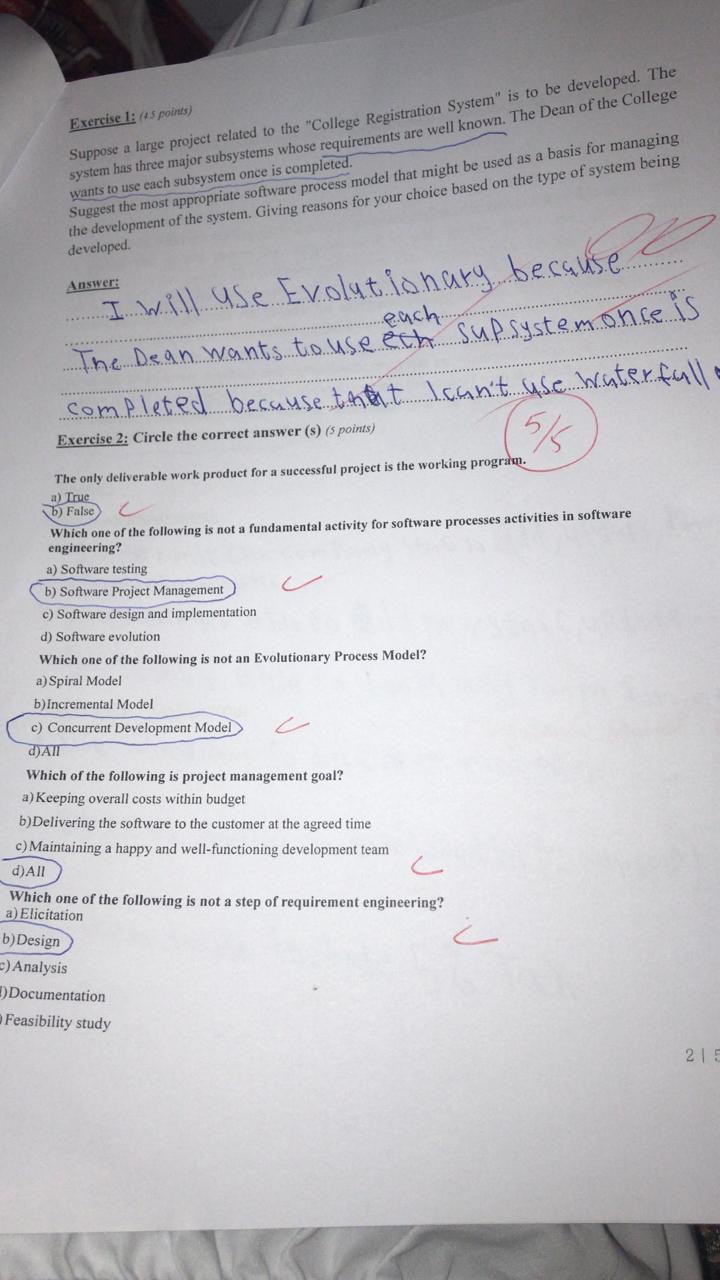 Exercise 1: (4.5 points)
Suppose a large project related to the "College Registration System" is to be developed. The
system has three major subsystems whose requirements are well known. The Dean of the College
wants to use each subsystem once is completed.
Suggest the most appropriate software process model that might be used as a basis for managing
the development of the system. Giving reasons for your choice based on the type of system being
developed.
Answer:
I will use Evolutionary because
each
The Dean wants to use ech supsystem once is
completed because that I can't use waterfall
Exercise 2: Circle the correct answer (s) (5 points)
5/5
The only deliverable work product for a successful project is the working program.
a) True
b) False
Which one of the following is not a fundamental activity for software processes activities in software
engineering?
a) Software testing
b) Software Project Management
c) Software design and implementation
d) Software evolution
Which one of the following is not an Evolutionary Process Model?
a) Spiral Model
b) Incremental Model
c) Concurrent Development Model
d) All
Which of the following is project management goal?
a) Keeping overall costs within budget
b) Delivering the software to the customer at the agreed time
c) Maintaining a happy and well-functioning development team
d) All
Which one of the following is not a step of requirement engineering?
a) Elicitation
b) Design
c) Analysis
) Documentation
) Feasibility study
2 | 5